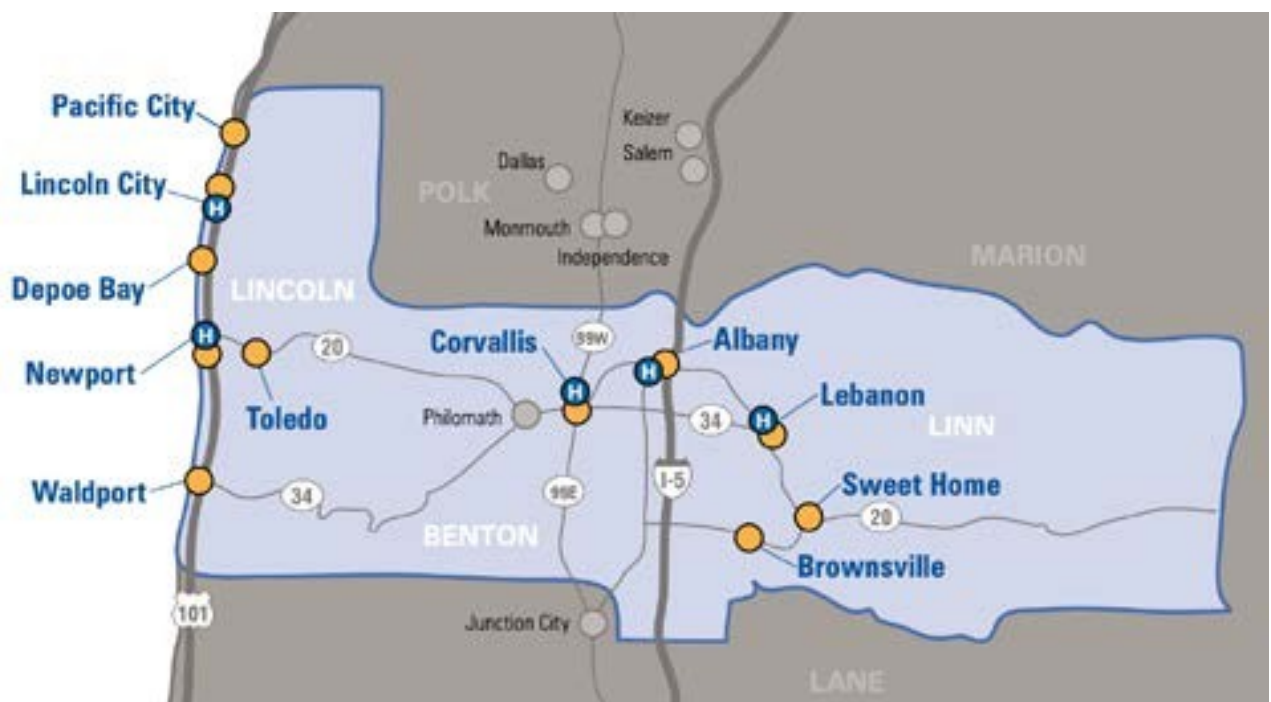 Pacific City
Keizer
Salem
Dallas
Lincoln City
POLK
H
Monmouth
Independence
MARION
Depoe Bay
LINCOLN
H
20
99W
Corvallis
Albany
Newport
H
H
Toledo
Lebanon
H
Philomath
34
LINN
Waldport
34
99E
I-5
Sweet Home
20
BENTON
Brownsville
101
Junction City
LANE